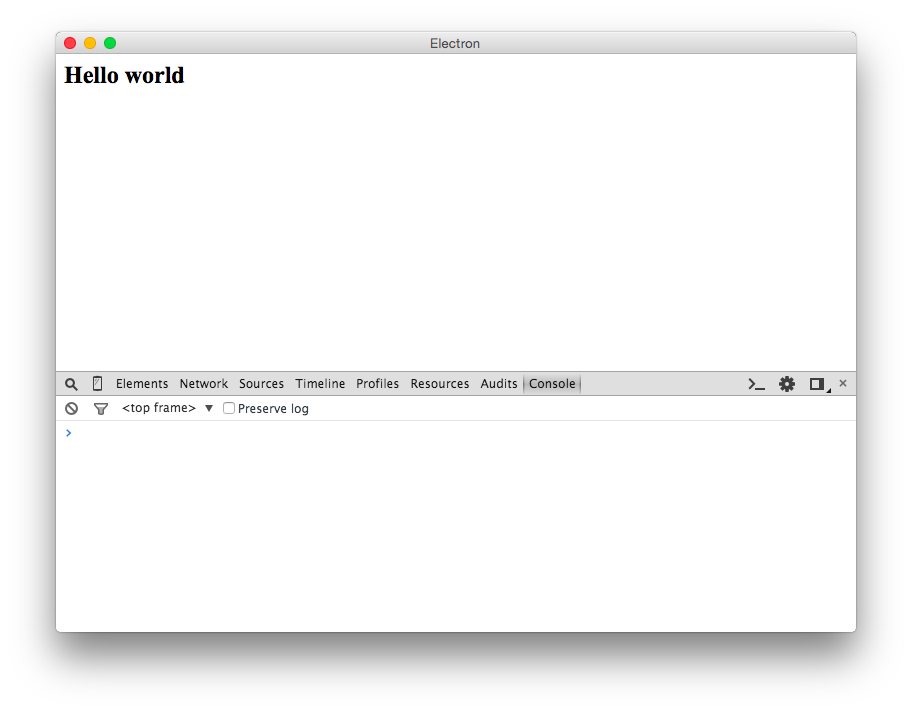 Electron
Hello world
Elements Network Sources Timeline Profiles Resources Audits Console
<top frame> ▼ Preserve log